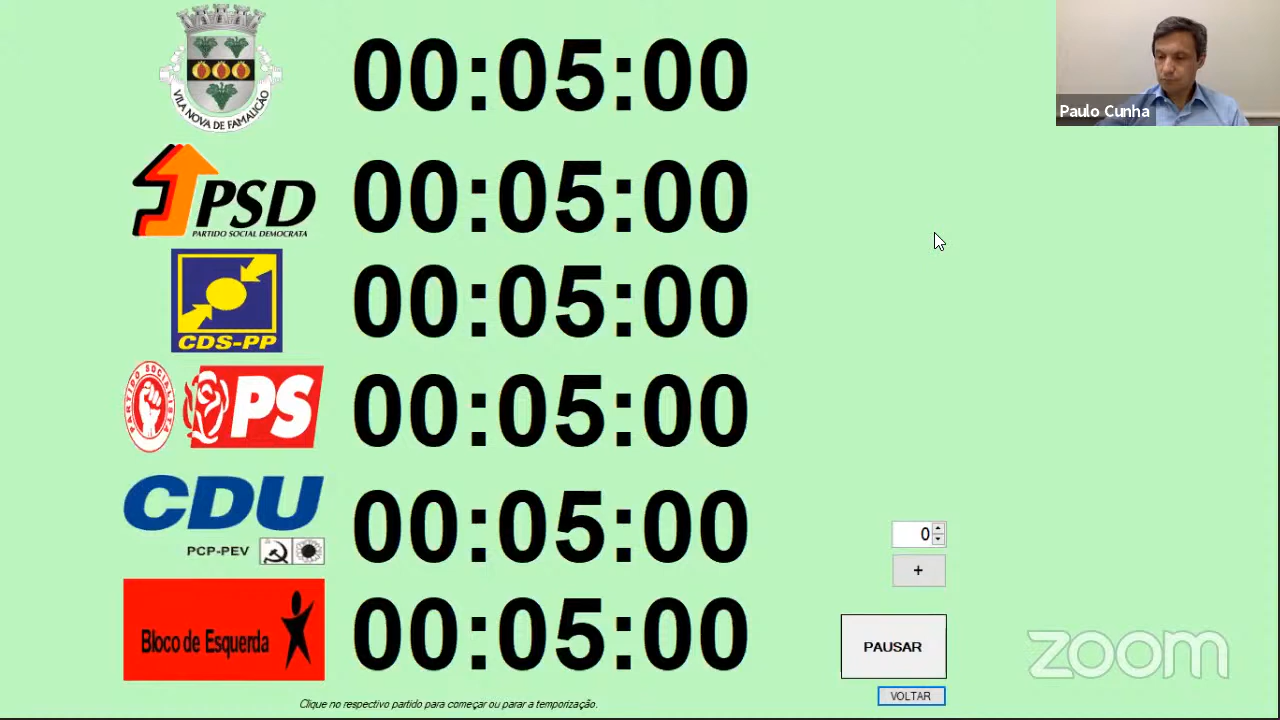 VILA NOVA DE FAMALICÃO
00:05:00
Paulo Cunha
PSD
PARTIDO SOCIAL DEMOCRATA
00:05:00
CDS-PP
00:05:00
PARTIDO SOCIALISTA
PS
00:05:00
CDU
PCP-PEV
00:05:00
0
+
Bloco de Esquerda
00:05:00
PAUSAR
zoom
VOLTAR
Clique no respectivo partido para começar ou parar a temporização.